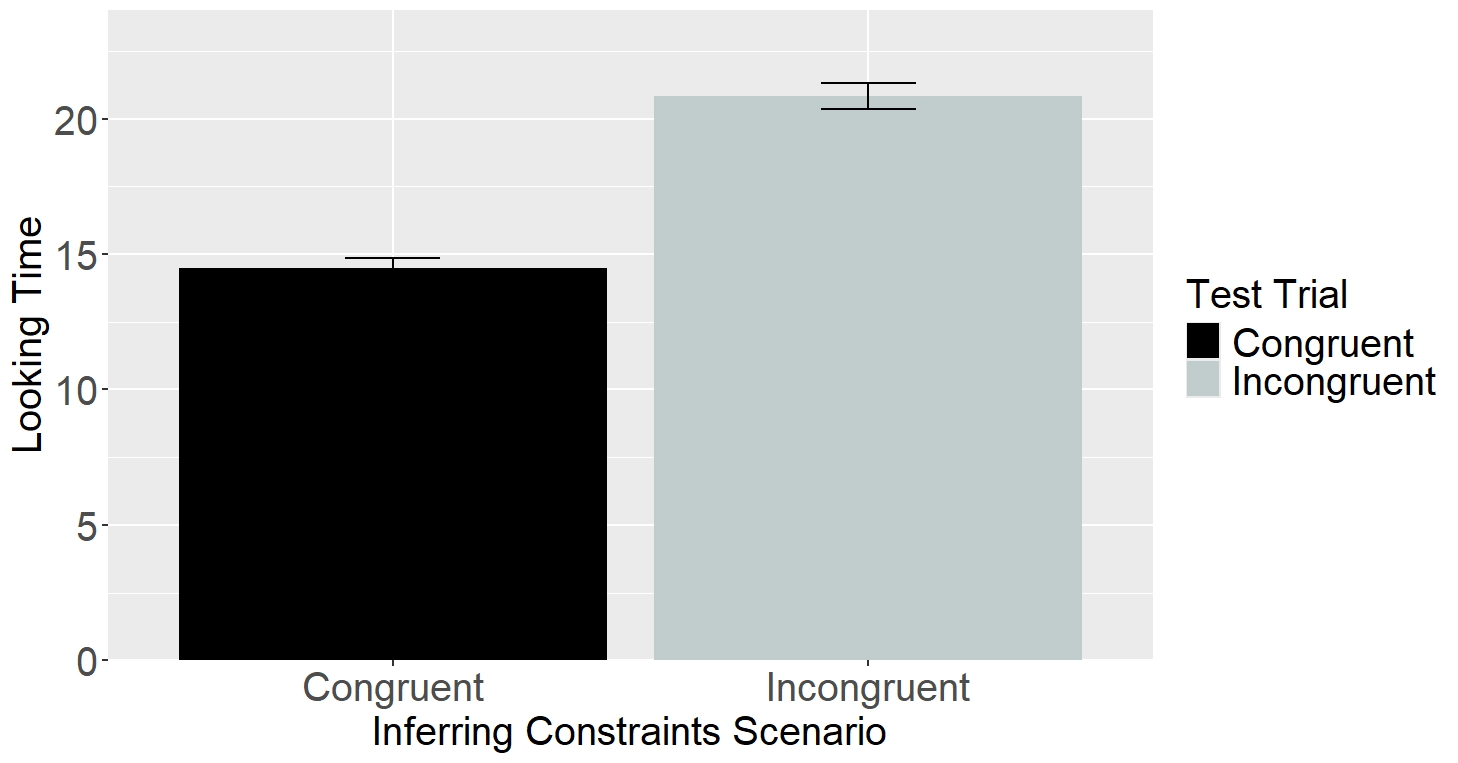 20
15
10
5
0
Looking Time
Congruent Incongruent
Inferring Constraints Scenario
Test Trial
Congruent
Incongruent